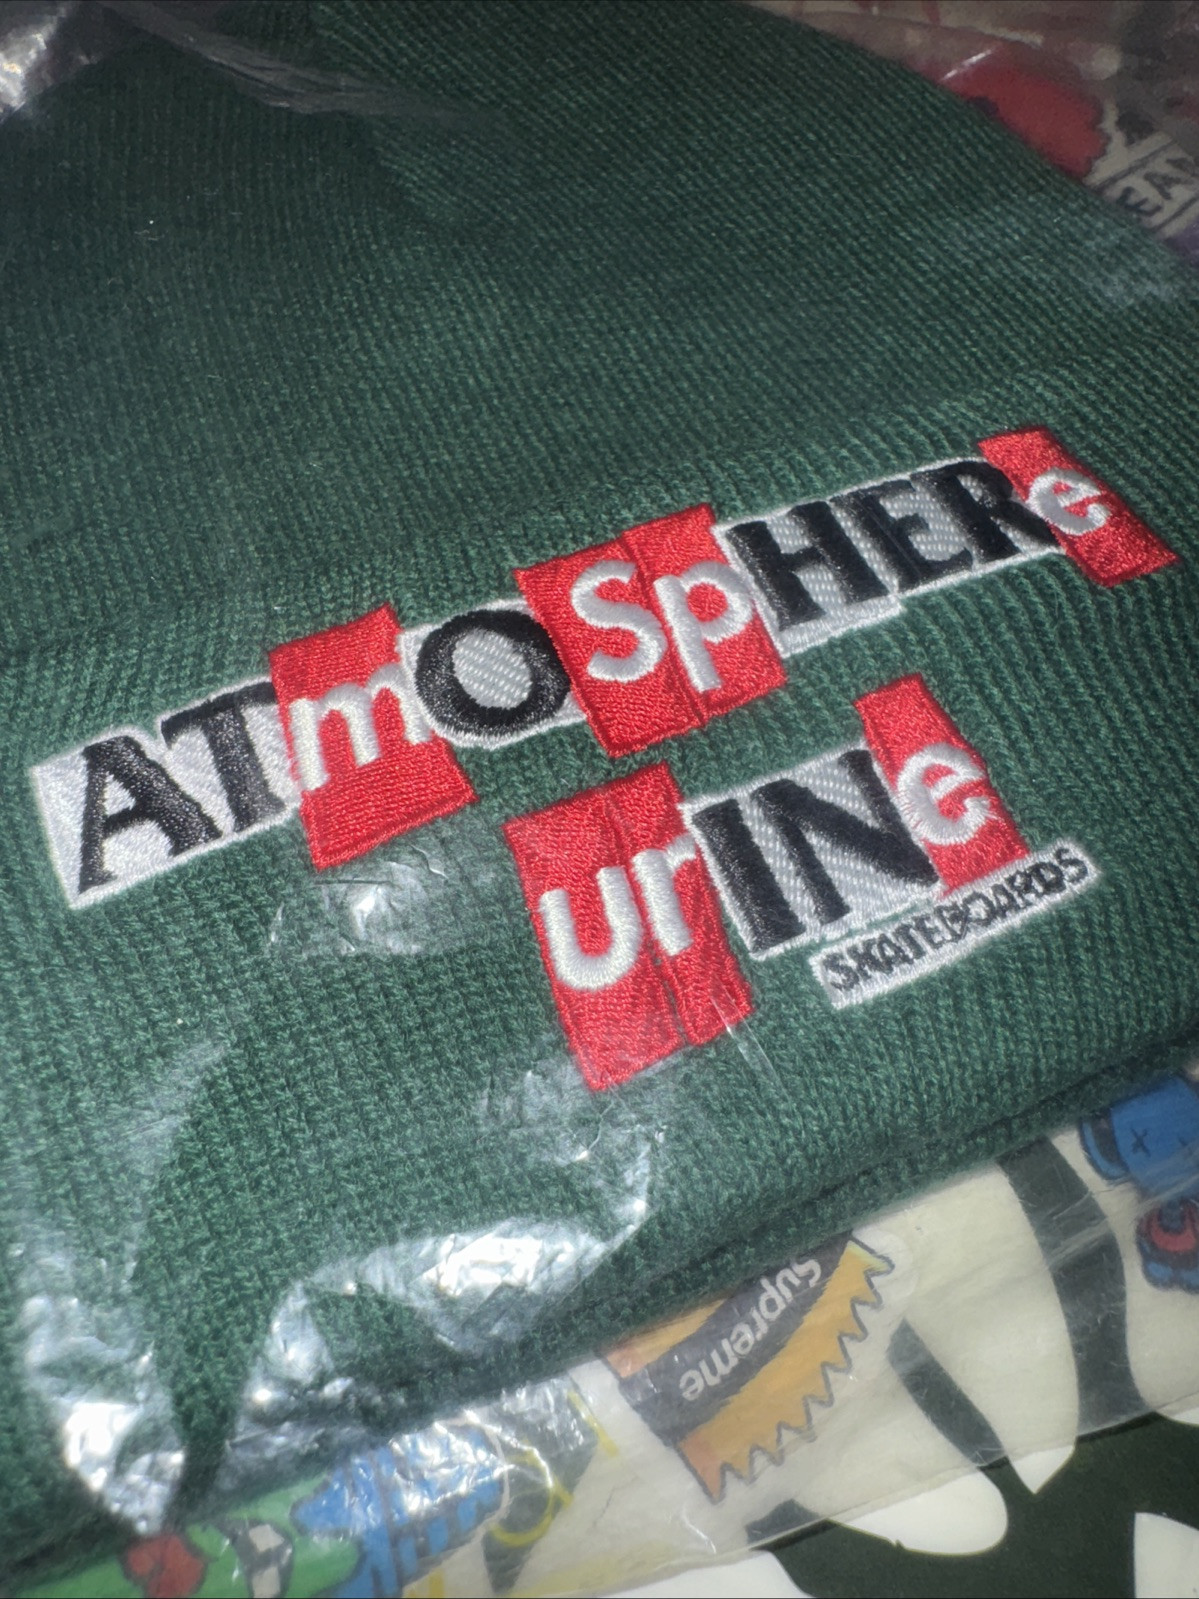 ATmOSpHERe
urINe
SKATEBOARDS
Supreme